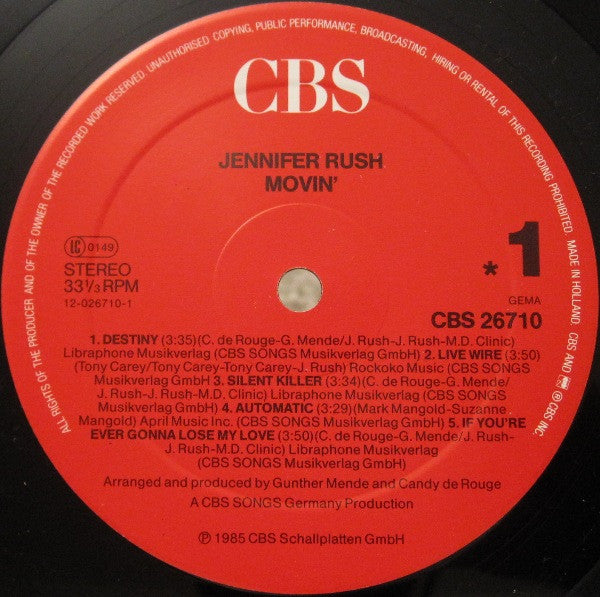 ALL RIGHTS OF THE PRODUCER AND OF THE OWNER OF THE RECORDED WORK RESERVED. UNAUTHORISED COPYING, PUBLIC PERFORMANCE, BROADCASTING, HIRING OR RENTAL OF THIS RECORDING PROHIBITED. MADE IN HOLLAND. CBS AND ® CBS INC.
CBS
JENNIFER RUSH
MOVIN'
LC 0149
STEREO
33⅓ RPM
12-026710-1
* 1
GEMA
CBS 26710
1. DESTINY (3:35)(C. de Rouge-G. Mende/J. Rush-J. Rush-M.D. Clinic)
Libraphone Musikverlag (CBS SONGS Musikverlag GmbH) 2. LIVE WIRE (3:50)
(Tony Carey/Tony Carey-Tony Carey-J. Rush) Rockoko Music (CBS SONGS
Musikverlag GmbH 3. SILENT KILLER (3:34)(C. de Rouge-G. Mende/
J. Rush-J. Rush-M.D. Clinic) Libraphone Musikverlag (CBS SONGS
Musikverlag GmbH) 4. AUTOMATIC (3:29)(Mark Mangold-Suzanne
Mangold) April Music Inc. (CBS SONGS Musikverlag GmbH) 5. IF YOU'RE
EVER GONNA LOSE MY LOVE (3:50)(C. de Rouge-G. Mende/J. Rush-
J. Rush-M.D. Clinic) Libraphone Musikverlag
(CBS SONGS Musikverlag GmbH)
Arranged and produced by Gunther Mende and Candy de Rouge
A CBS SONGS Germany Production
℗ 1985 CBS Schallplatten GmbH